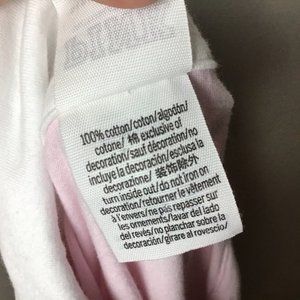 100% cotton/coton/algodón/
cotone/ 棉 exclusive of
decoration/sauf décoration/no
incluye la decoración/esclusa la
decorazione/ 装饰除外
turn inside out/ do not iron on
decoration/retourner le vêtement
à l'envers/ne pas repasser sur
les ornements/lavar del lado
del revés/no planchar sobre la
decoración/girare al rovescio/